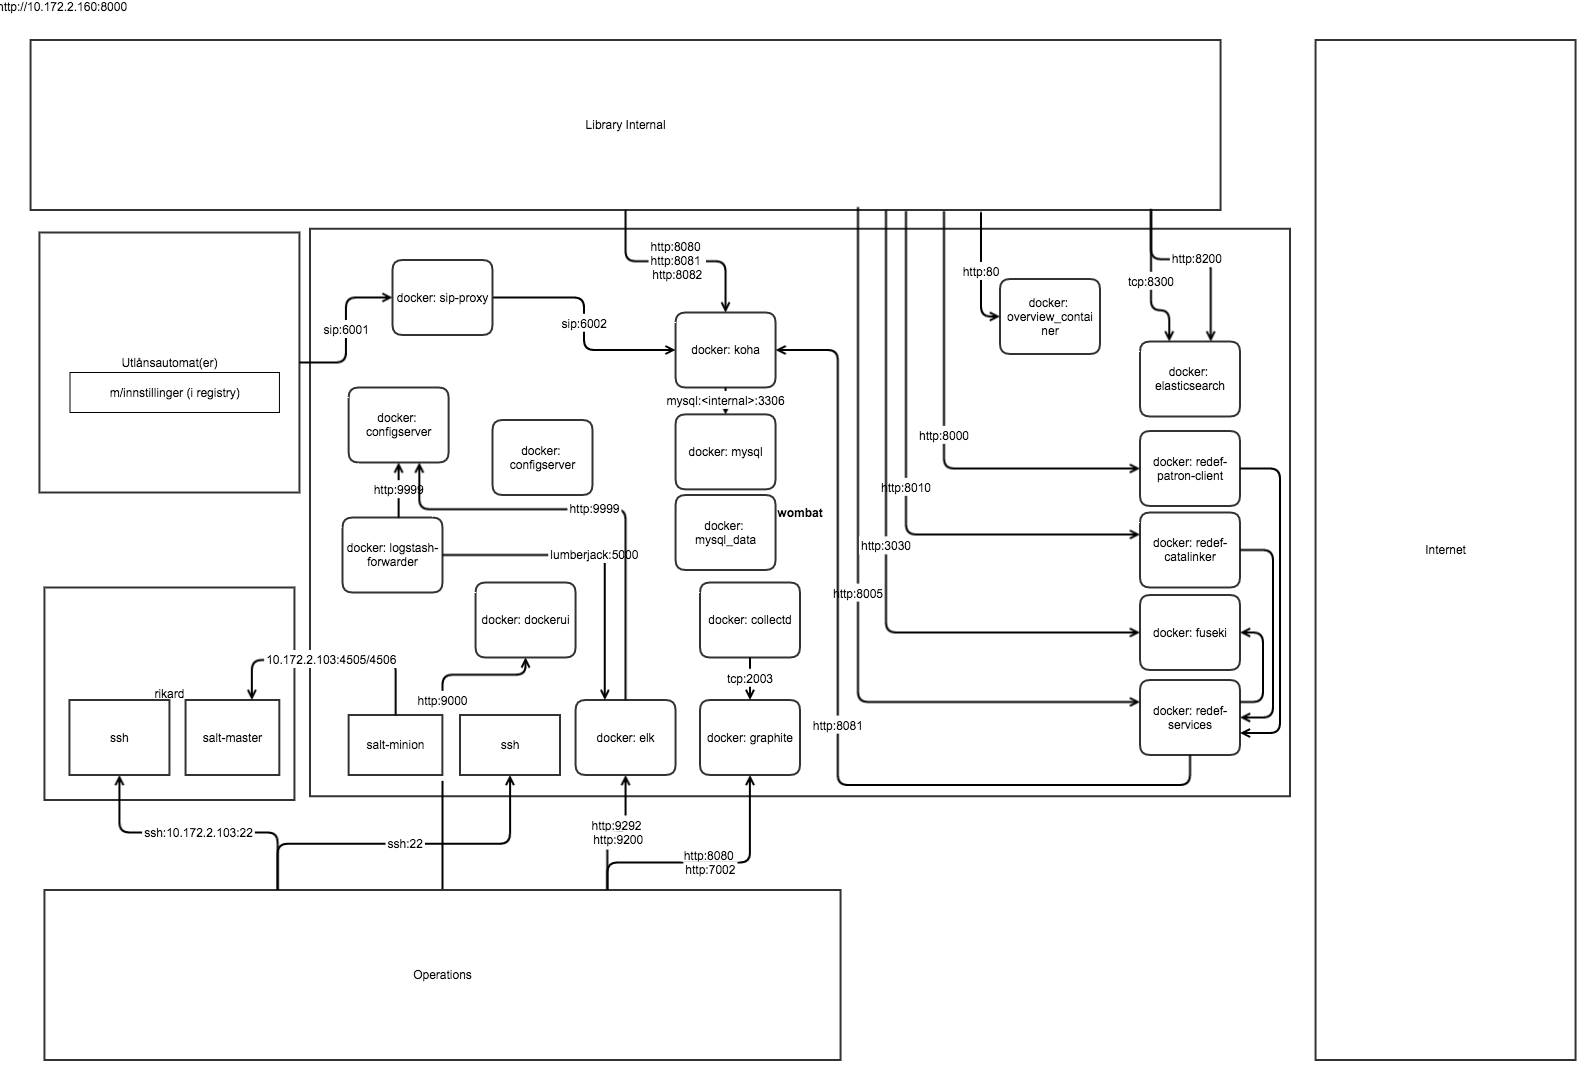 http://10.172.2.160:8000
Library Internal
Internet
http:8080
http:8081
http:8082
http:80
http:8200
tcp:8300
docker: sip-proxy
sip:6001
sip:6002
docker: koha
docker:
overview_contai
ner
docker:
elasticsearch
Utlånsautomat(er)
m/innstillinger (i registry)
mysql:<internal>:3306
docker:
configserver
docker:
configserver
docker: mysql
http:8000
docker: redef-
patron-client
http:9999
http:9999
http:8010
docker:
mysql_data
wombat
docker: logstash-
forwarder
lumberjack:5000
http:3030
docker: redef-
catalinker
http:8005
docker: dockerui
docker: collectd
docker: fuseki
10.172.2.103:4505/4506
tcp:2003
rikard
http:9000
http:8081
docker: redef-
services
ssh
salt-master
salt-minion
ssh
docker: elk
docker: graphite
ssh:10.172.2.103:22
ssh:22
http:9292
http:9200
http:8080
http:7002
Operations